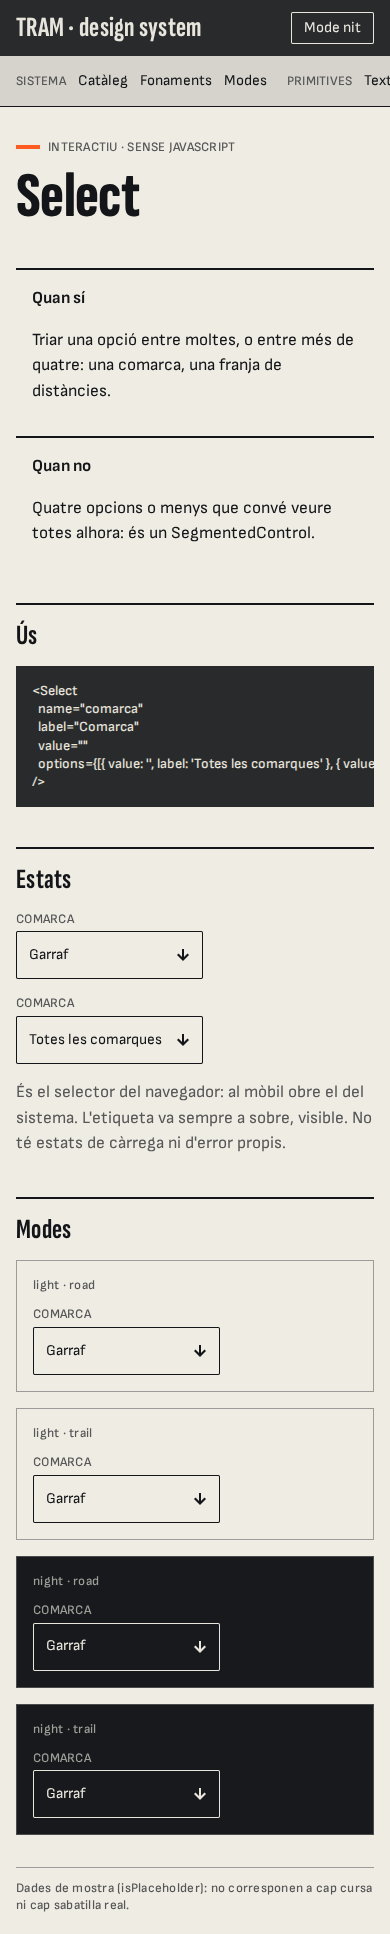 TRAM · design system
Mode nit
SISTEMA Catàleg Fonaments Modes PRIMITIVES Text
INTERACTIU · SENSE JAVASCRIPT
Select
Quan sí
Triar una opció entre moltes, o entre més de
quatre: una comarca, una franja de
distàncies.
Quan no
Quatre opcions o menys que convé veure
totes alhora: és un SegmentedControl.
Ús
<Select
name="comarca"
label="Comarca"
value=""
options={[{ value: '', label: 'Totes les comarques' }, { value
/>
Estats
COMARCA
Garraf
COMARCA
Totes les comarques
És el selector del navegador: al mòbil obre el del
sistema. L'etiqueta va sempre a sobre, visible. No
té estats de càrrega ni d'error propis.
Modes
light · road
COMARCA
Garraf
light · trail
COMARCA
Garraf
night · road
COMARCA
Garraf
night · trail
COMARCA
Garraf
Dades de mostra (isPlaceholder): no corresponen a cap cursa
ni cap sabatilla real.